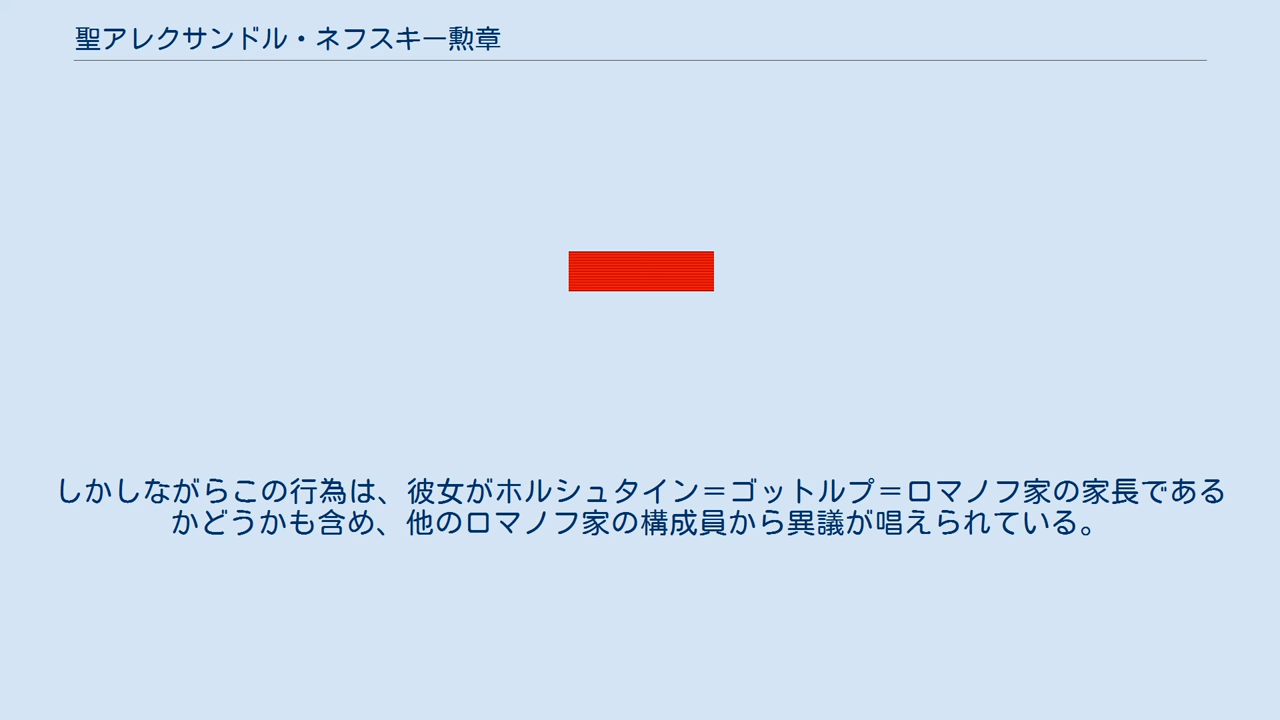 聖アレクサンドル・ネフスキー勲章
しかしながらこの行為は、彼女がホルシュタイン＝ゴットルプ＝ロマノフ家の家長である
かどうかも含め、他のロマノフ家の構成員から異議が唱えられている。